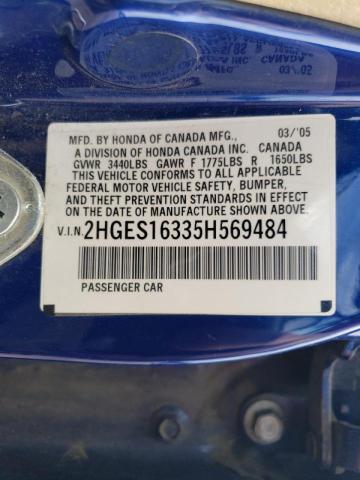 MFD. BY HONDA OF CANADA MFG., 03/'05
A DIVISION OF HONDA CANADA INC. CANADA
GVWR 3440LBS GAWR F 1775LBS R 1650LBS
THIS VEHICLE CONFORMS TO ALL APPLICABLE
FEDERAL MOTOR VEHICLE SAFETY, BUMPER,
AND THEFT PREVENTION STANDARDS IN EFFECT
ON THE DATE OF MANUFACTURE SHOWN ABOVE.
V.I.N. 2HGES16335H569484
PASSENGER CAR